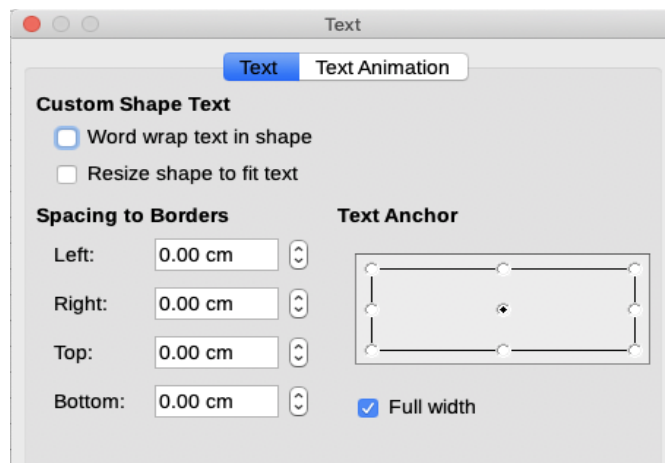 Text
Text Text Animation
Custom Shape Text
Word wrap text in shape
Resize shape to fit text
Spacing to Borders
Left: 0.00 cm
Right: 0.00 cm
Top: 0.00 cm
Bottom: 0.00 cm
Text Anchor
Full width